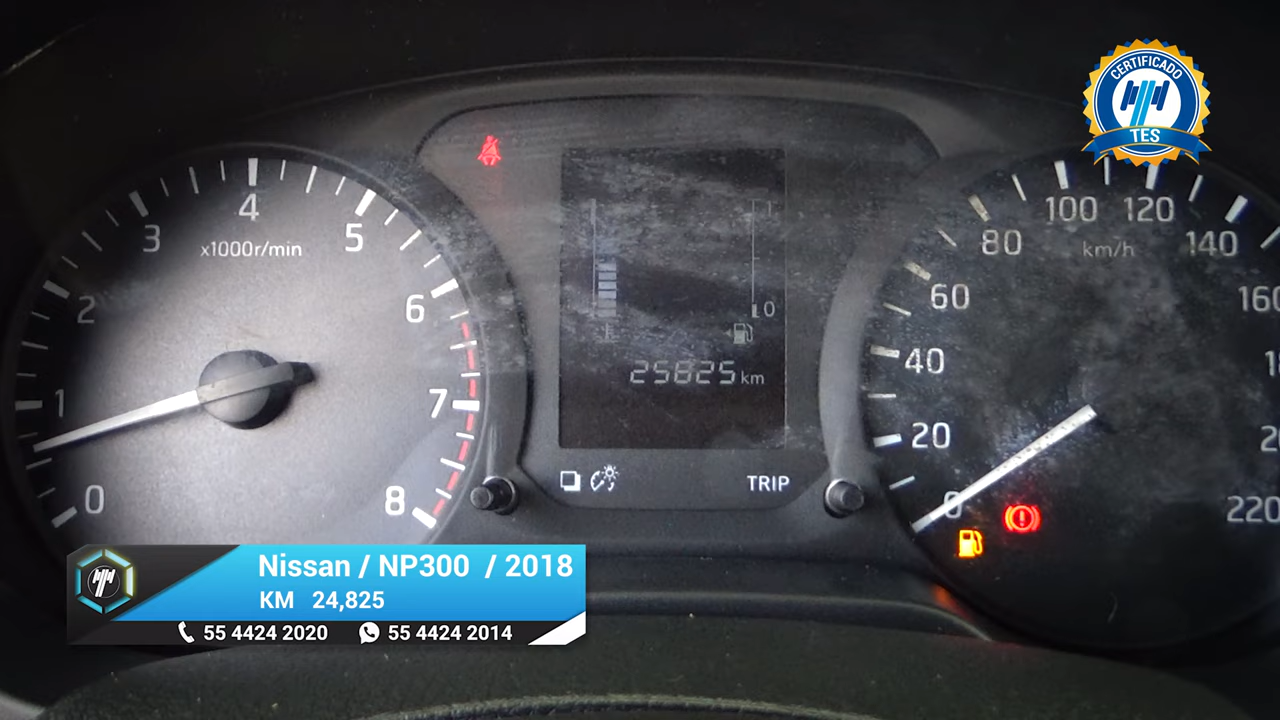 CERTIFICADO
TES
0
1
2
3
4
5
6
7
8
x1000r/min
1
0
25825 km
TRIP
0
20
40
60
80
100
120
140
220
km/h
Nissan / NP300 / 2018
KM 24,825
55 4424 2020 55 4424 2014